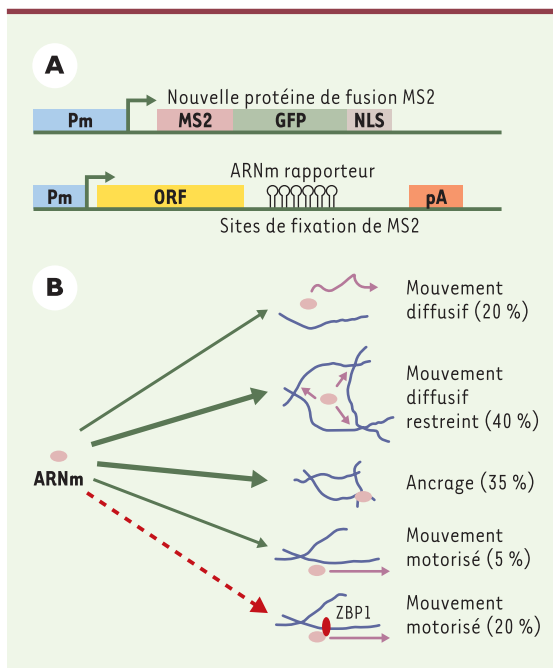 A
Nouvelle protéine de fusion MS2
Pm MS2 GFP NLS
ARNm rapporteur
Pm ORF pA
Sites de fixation de MS2
B
Mouvement
diffusif (20 %)
Mouvement
diffusif
restreint (40 %)
ARNm
Ancrage (35 %)
Mouvement
motorisé (5 %)
ZBP1
Mouvement
motorisé (20 %)